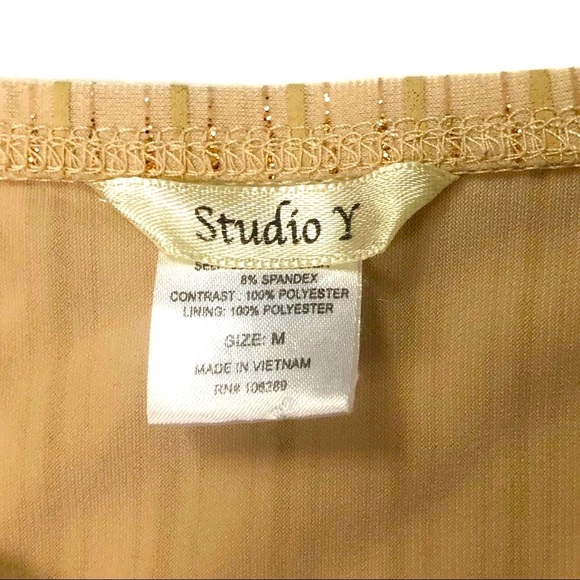 Studio Y
8% SPANDEX
CONTRAST : 100% POLYESTER
LINING: 100% POLYESTER
SIZE: M
MADE IN VIETNAM
RN# 106289